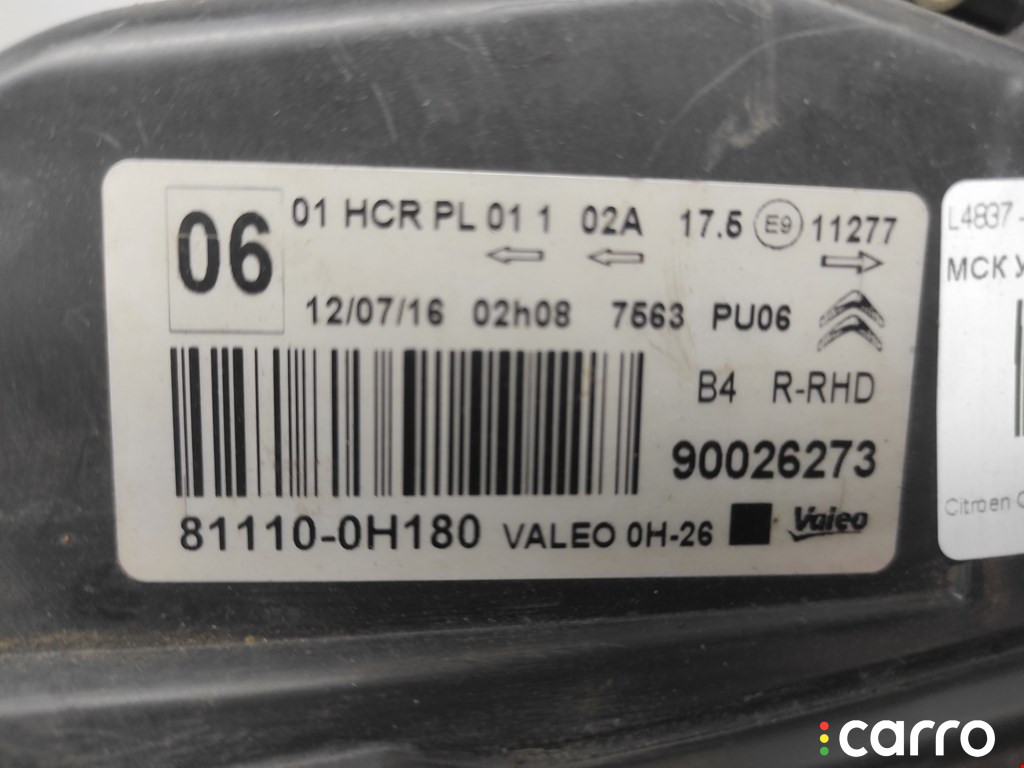 06
01 HCR PL 01 1 02A 17.5 E9 11277
12/07/16 02h08 7563 PU06
B4 R-RHD
90026273
81110-0H180 VALEO 0H-26 Valeo
L4837 -
МСК
Citroen
carro